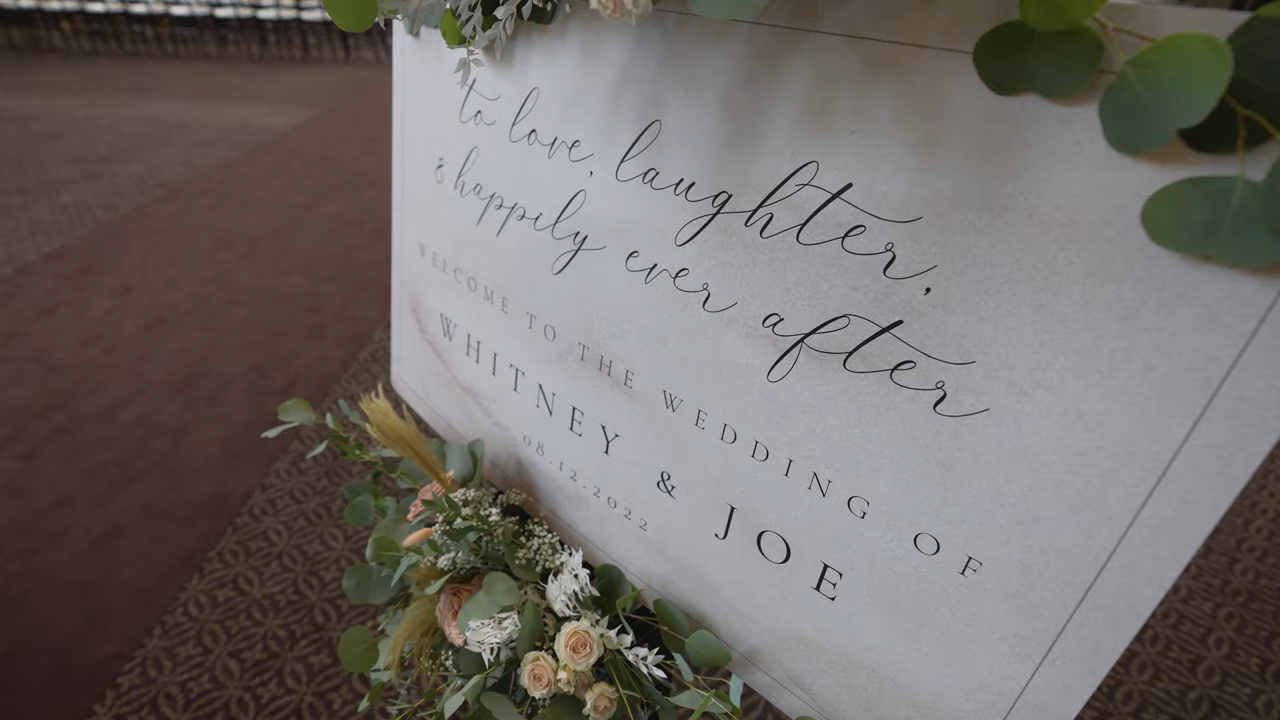 to love, laughter,
& happily ever after
WELCOME TO THE WEDDING OF
WHITNEY & JOE
08.12.2022